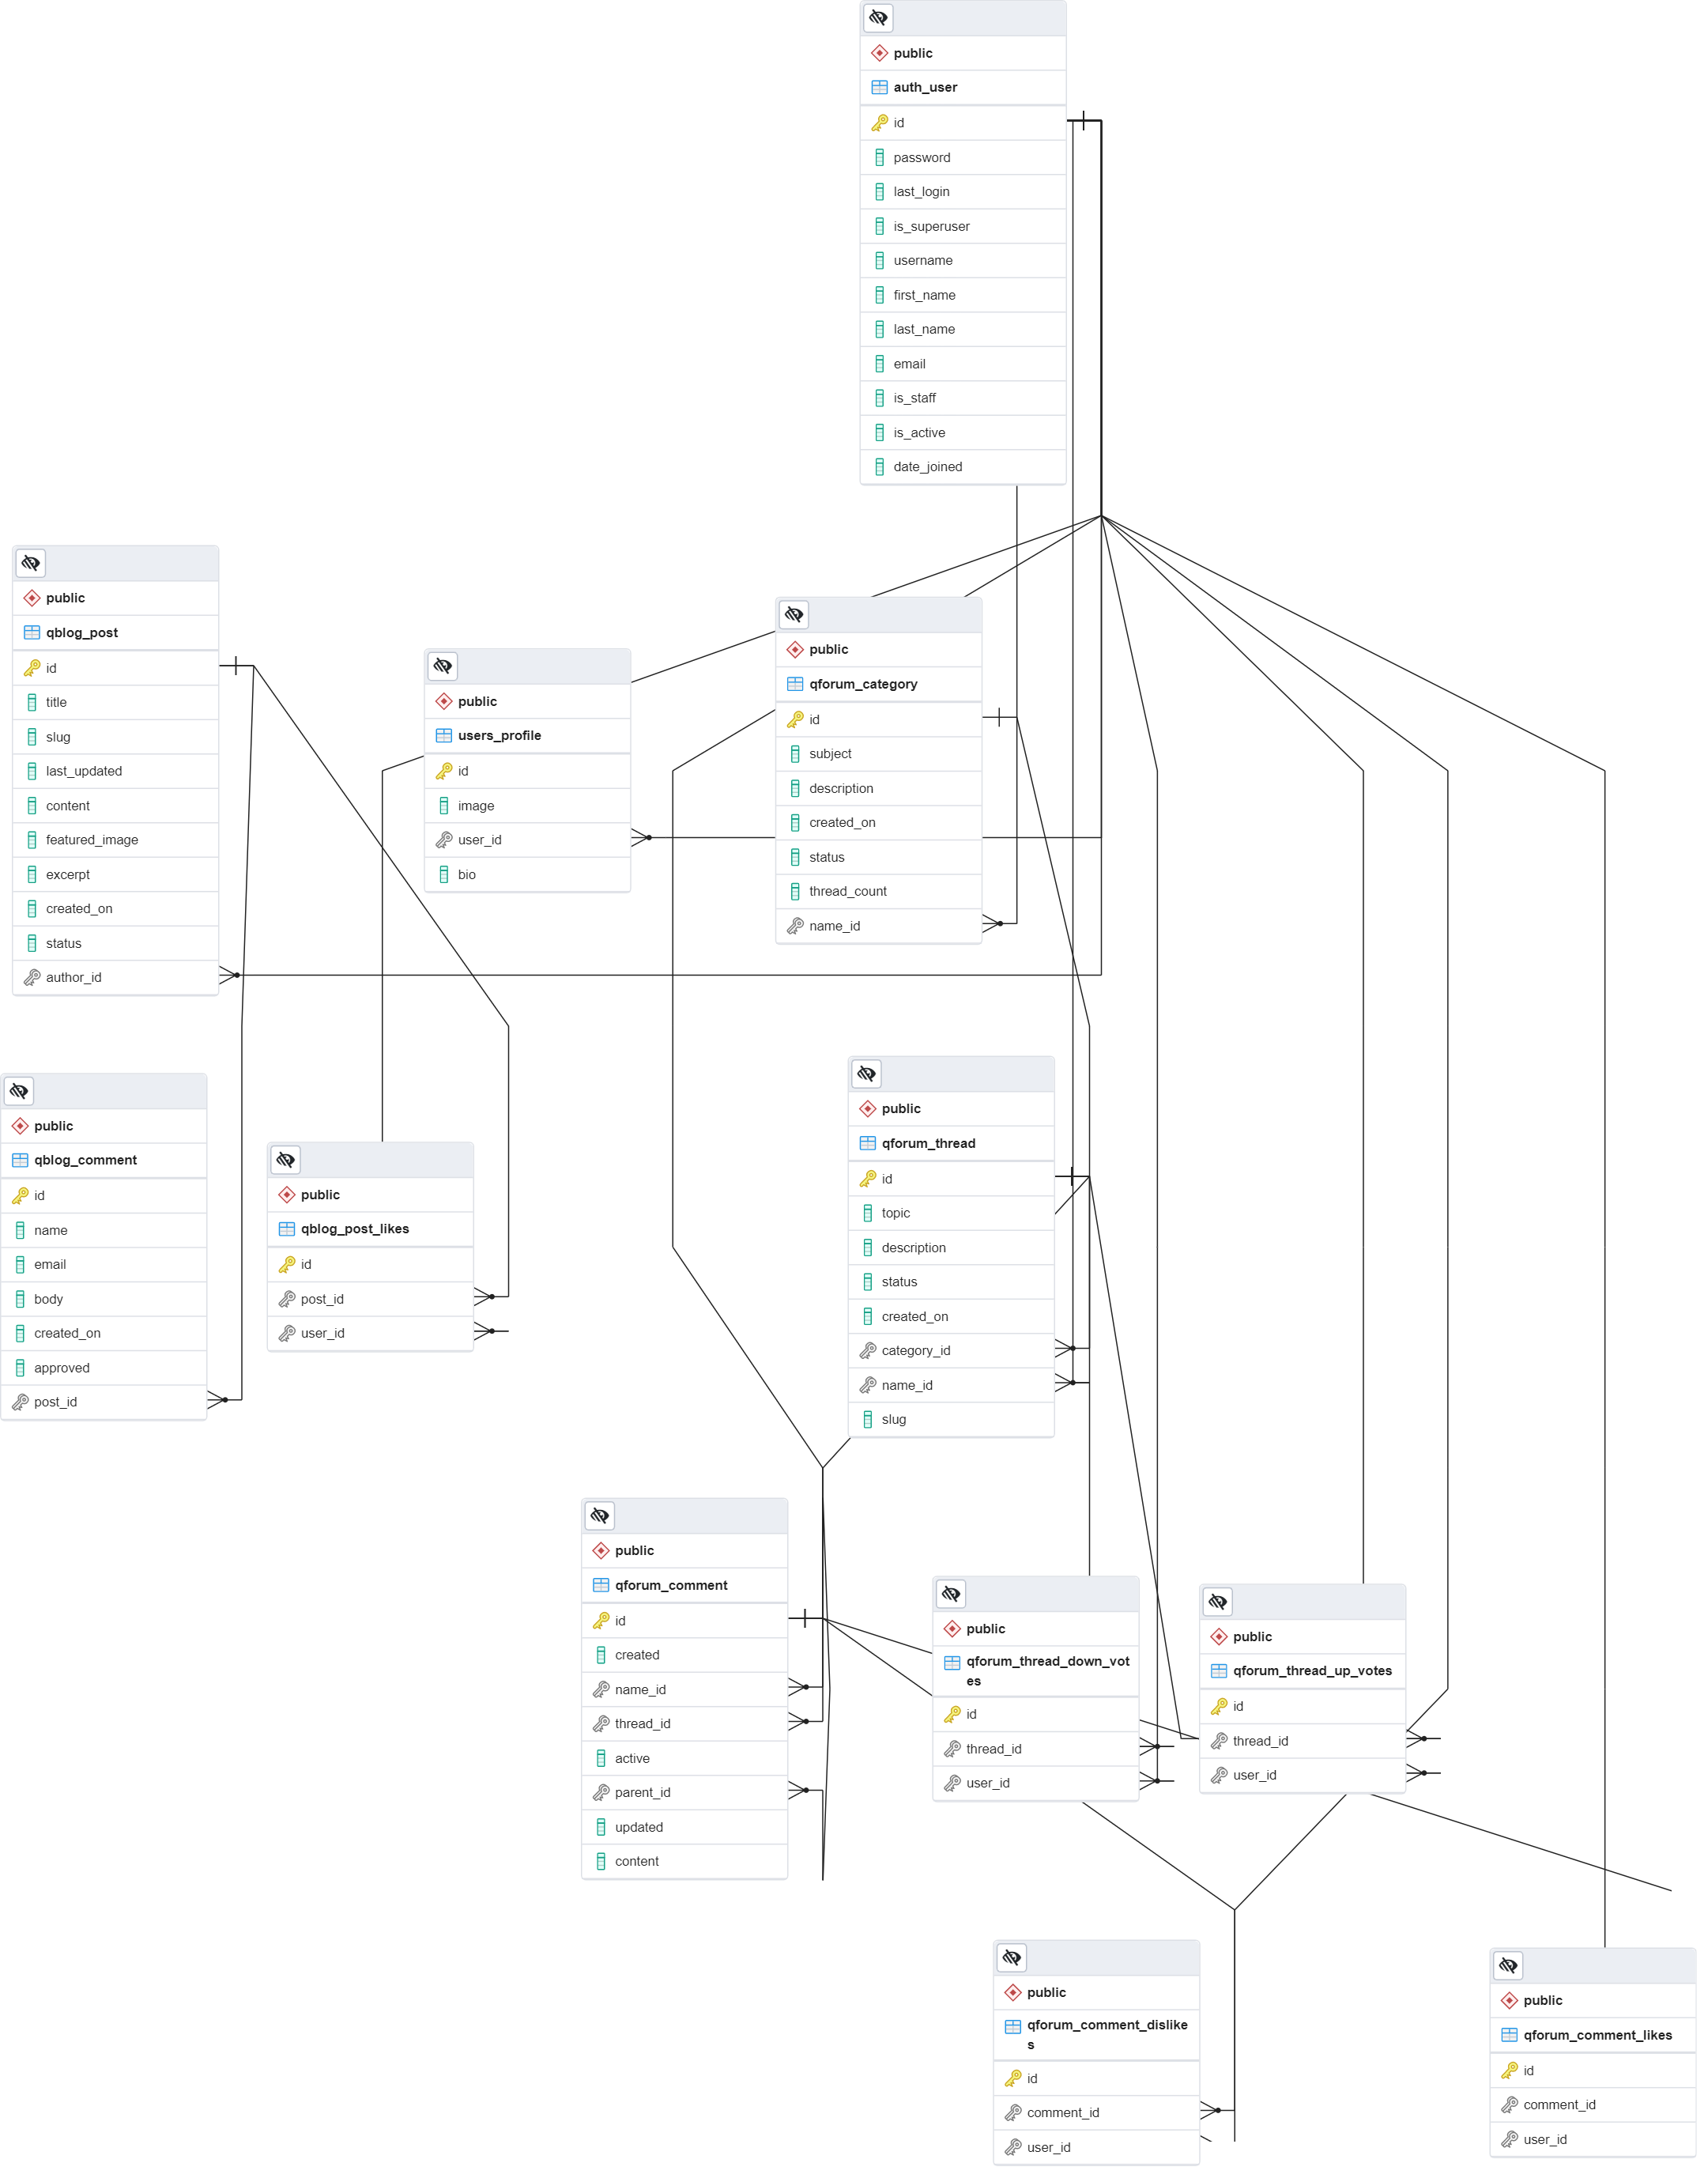 public
auth_user
id
password
last_login
is_superuser
username
first_name
last_name
email
is_staff
is_active
date_joined
public
qblog_post
id
title
slug
last_updated
content
featured_image
excerpt
created_on
status
author_id
public
users_profile
id
image
user_id
bio
public
qforum_category
id
subject
description
created_on
status
thread_count
name_id
public
qblog_comment
id
name
email
body
created_on
approved
post_id
public
qblog_post_likes
id
post_id
user_id
public
qforum_thread
id
topic
description
status
created_on
category_id
name_id
slug
public
qforum_comment
id
created
name_id
thread_id
active
parent_id
updated
content
public
qforum_thread_down_vot
es
id
thread_id
user_id
public
qforum_thread_up_votes
id
thread_id
user_id
public
qforum_comment_dislike
s
id
comment_id
user_id
public
qforum_comment_likes
id
comment_id
user_id